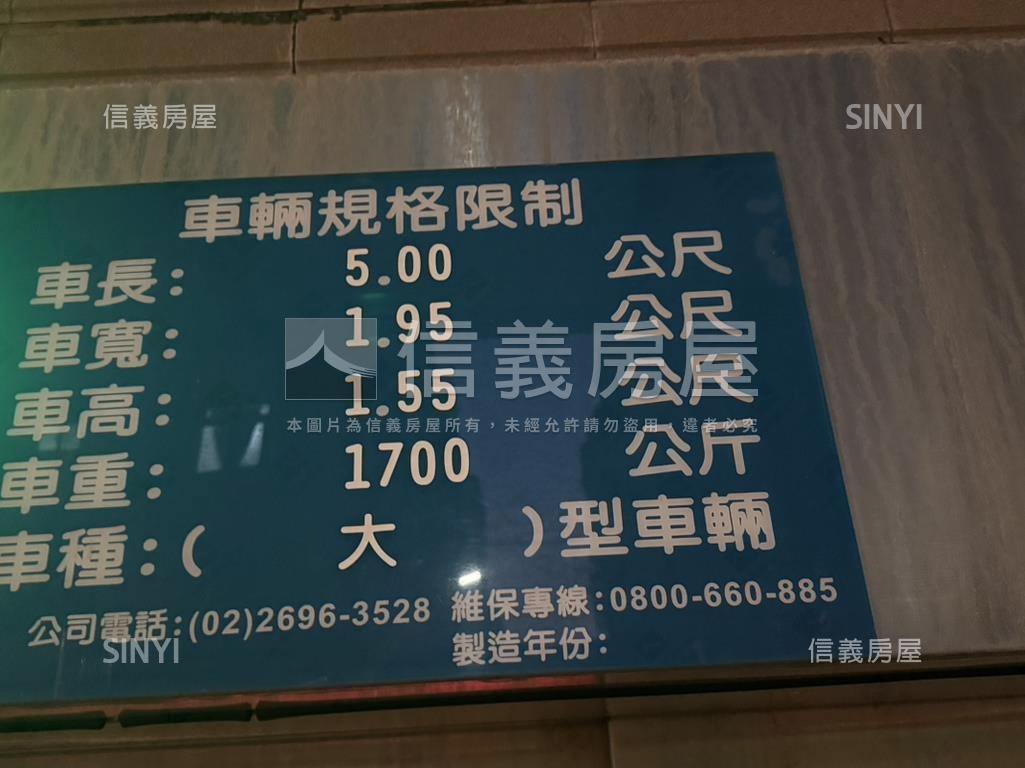 信義房屋 SINYI
車輛規格限制
車長: 5.00 公尺
車寬: 1.95 公尺
信義房屋
車高: 1.55 公尺
本圖片為信義房屋所有，未經允許請勿盜用，違者必究
車重: 1700 公斤
車種:( 大 )型車輛
公司電話:(02)2696-3528 維保專線:0800-660-885
製造年份:
SINYI 信義房屋